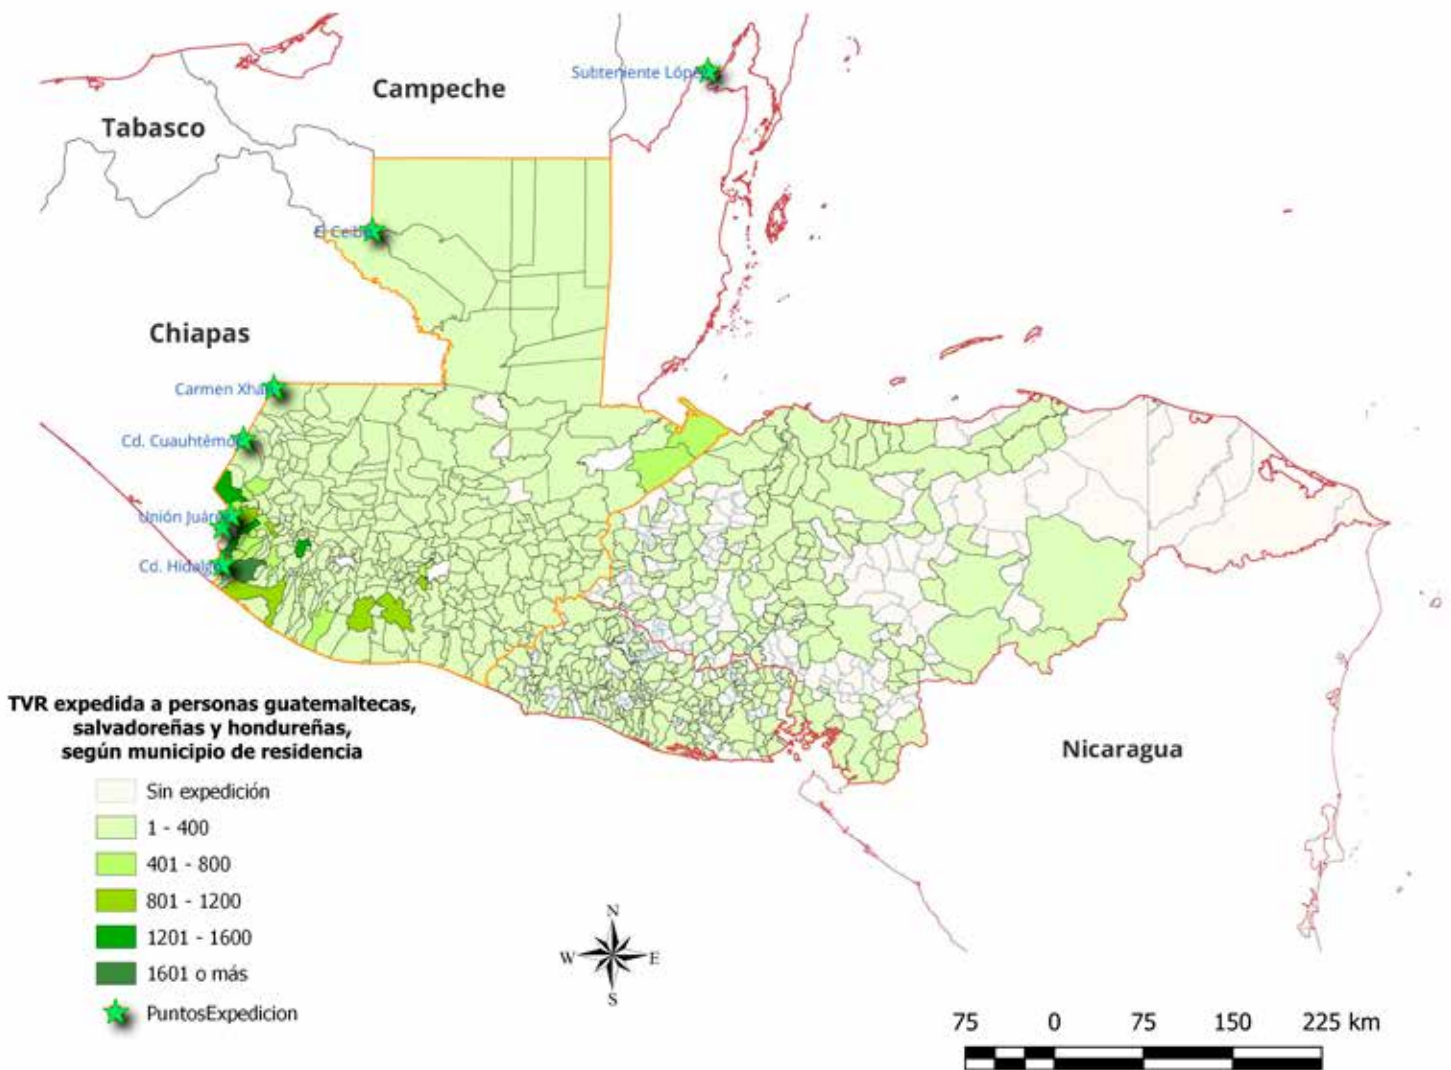 Campeche
Subteniente López
Tabasco
Chiapas
Carmen
Cd. Cuauhtémoc
Unión Juárez
Cd. Hidalgo
Nicaragua
TVR expedida a personas guatemaltecas,
salvadoreñas y hondureñas,
según municipio de residencia
Sin expedición
1 - 400
401 - 800
801 - 1200
1201 - 1600
1601 o más
PuntosExpedicion
N
W E
S
75 0 75 150 225 km